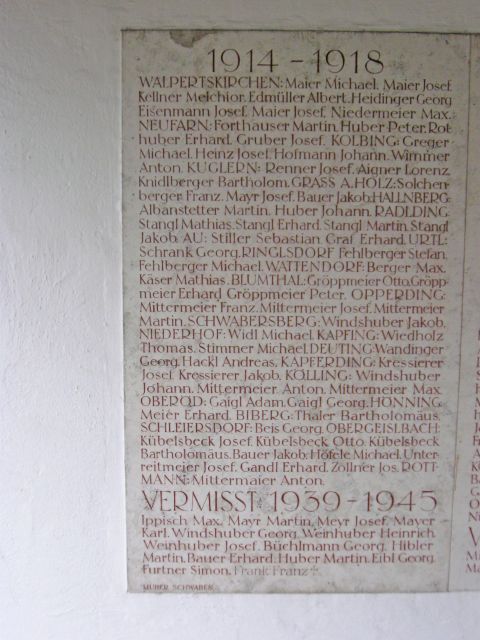 1914 - 1918
WALPERTSKIRCHEN: Maier Michael. Maier Josef.
Kellner Melchior. Edmüller Albert. Heidinger Georg
Eisenmann Josef. Maier Josef. Niedermeier Max.
NEUFARN: Forthauser Martin. Huber Peter. Rot
huber Erhard. Gruber Josef. KOLBING: Greger
Michael. Heinz Josef. Hofmann Johann. Wimmer
Anton. KUGLERN: Renner Josef. Aigner Lorenz.
Knidlberger Bartholom. GRASS A. HOLZ: Solchen-
berger Franz. Mayr Josef. Bauer Jakob. HALLNBERG:
Albanstetter Martin. Huber Johann. RADLDING:
Stangl Mathias. Stangl Erhard. Stangl Martin. Stangl
Jakob. AU: Stiller Sebastian Graf Erhard. URTL:
Schrank Georg. RINGLSDORF Fehlberger Stefan.
Fehlberger Michael. WATTENDORF: Berger Max.
Käser Mathias. BLUMTHAL: Gröppmeier Otto. Gröpp-
meier Erhard Gröppmeier Peter. OPPERDING:
Mittermeier Franz. Mittermeier Josef. Mittermeier
Martin. SCHWABERSBERG: Windshuber Jakob.
NIEDERHOF: Widl Michael. KAPFING: Wiedholz
Thomas. Stimmer Michael. DEUTING: Wandinger
Georg. Hackl Andreas. KAPFERDING: Kressierer
Josef. Kressierer Jakob. KOLLING: Windshuber
Johann. Mittermeier Anton. Mittermeier Max.
OBERÖD: Gaigl Adam. Gaigl Georg. HONNING:
Meier Erhard. BIBERG: Thaler Bartholomäus.
SCHLEIERSDORF: Beis Georg. OBERGEISLBACH:
Kübelsbeck Josef. Kübelsbeck Otto. Kübelsbeck
Bartholomäus. Bauer Jakob. Höfele Michael. Unter-
reitmeier Josef. Gandl Erhard. Zollner Jos. ROTT-
MANN: Mittermaier Anton.
VERMISST 1939 - 1945
Ippisch Max. Mayr Martin. Meyr Josef. Mayer
Karl. Windshuber Georg. Weinhuber Heinrich
Weinhuber Josef. Büchlmann Georg. Hibler
Martin. Bauer Erhard. Huber Martin. Eibl Georg.
Furtner Simon. Frank Franz
HUBER SCHWABEN